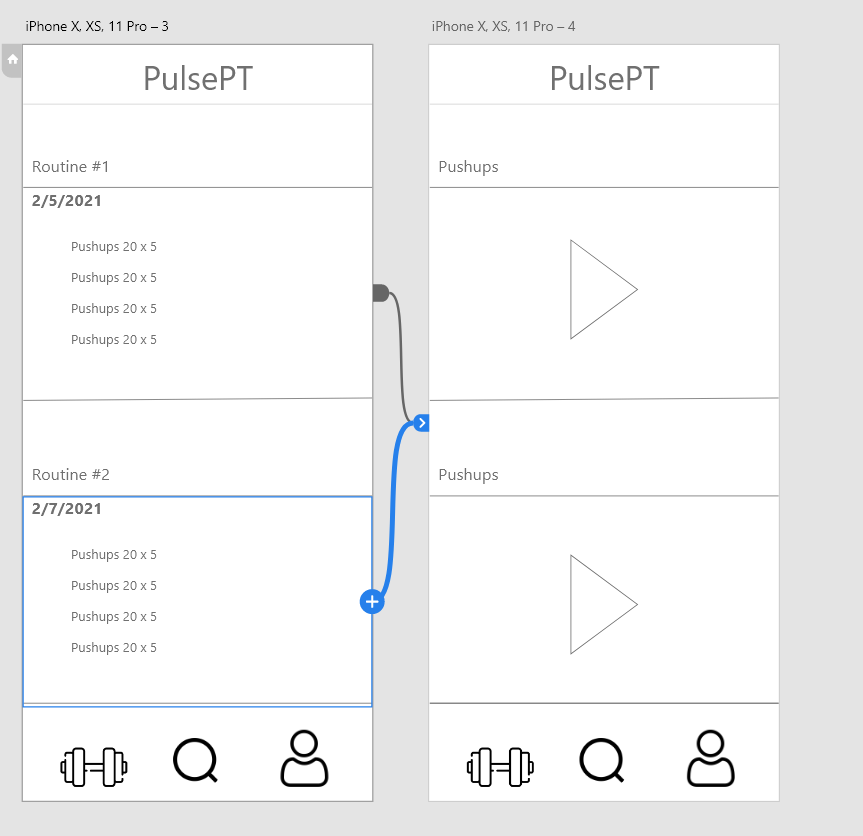 iPhone X, XS, 11 Pro – 3
PulsePT
Routine #1
2/5/2021
Pushups 20 x 5
Pushups 20 x 5
Pushups 20 x 5
Pushups 20 x 5
Routine #2
2/7/2021
Pushups 20 x 5
Pushups 20 x 5
Pushups 20 x 5
Pushups 20 x 5
iPhone X, XS, 11 Pro – 4
PulsePT
Pushups
Pushups